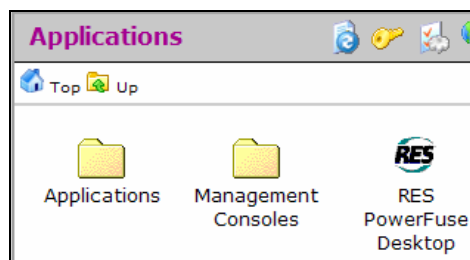 Applications
Top Up
Applications
Management
Consoles
RES
RES
PowerFuse
Desktop